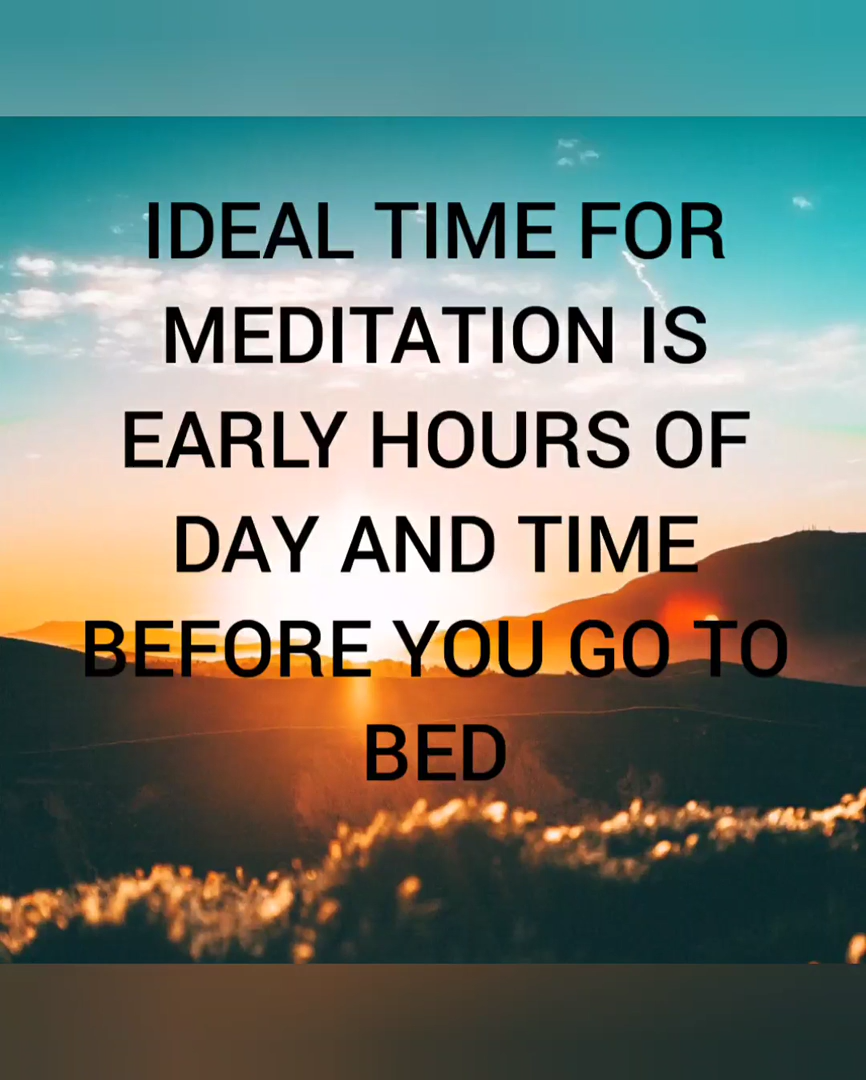 IDEAL TIME FOR
MEDITATION IS
EARLY HOURS OF
DAY AND TIME
BEFORE YOU GO TO
BED